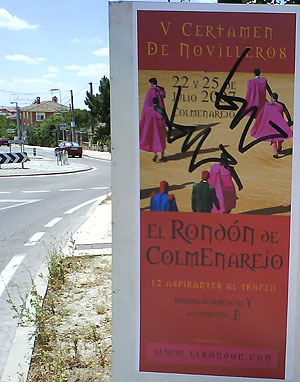 V CERTAMEN
DE NOVILLEROS
22 Y 25 DE
JULIO 2007
COLMENAREJO
EL RONDÓN DE
COLMENAREJO
12 ASPIRANTES AL TROFEO
WWW.ELRONDON.COM